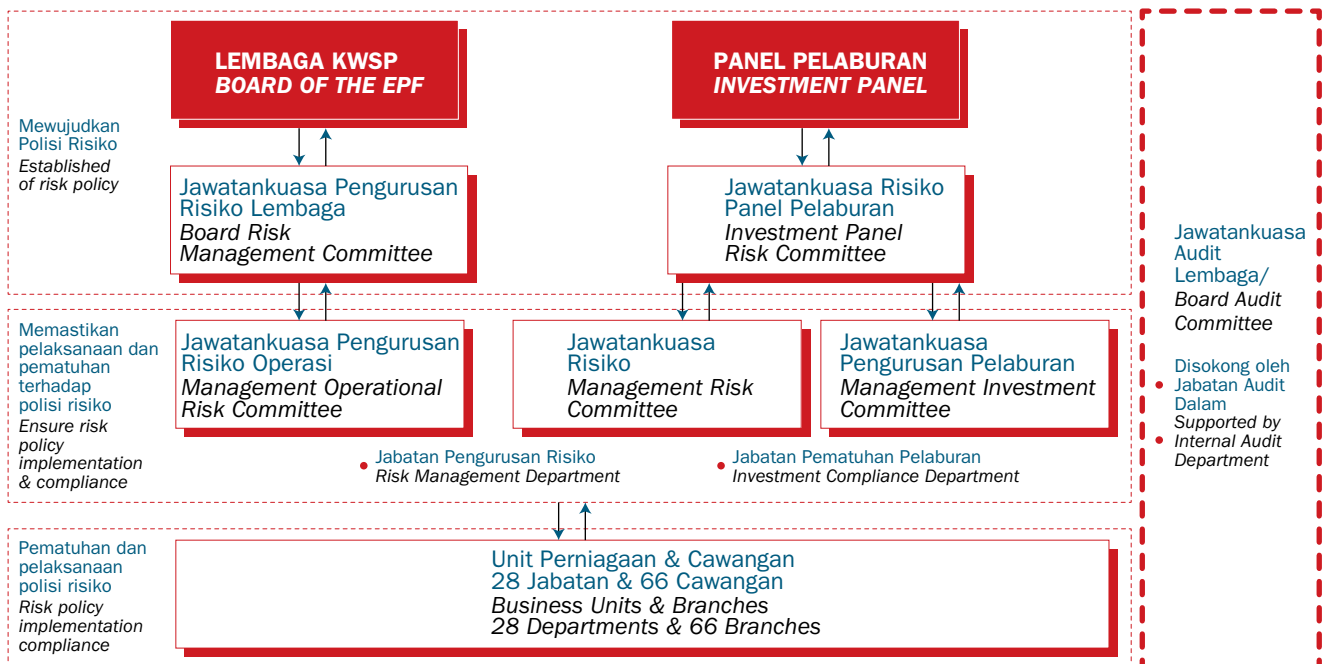 LEMBAGA KWSP
BOARD OF THE EPF
PANEL PELABURAN
INVESTMENT PANEL
Mewujudkan
Polisi Risiko
Established
of risk policy
Jawatankuasa Pengurusan
Risiko Lembaga
Board Risk
Management Committee
Jawatankuasa Risiko
Panel Pelaburan
Investment Panel
Risk Committee
Memastikan
pelaksanaan dan
pematuhan
terhadap
polisi risiko
Ensure risk
policy
implementation
& compliance
Jawatankuasa Pengurusan
Risiko Operasi
Management Operational
Risk Committee
Jawatankuasa
Risiko
Management Risk
Committee
Jawatankuasa
Pengurusan Pelaburan
Management Investment
Committee
• Jabatan Pengurusan Risiko
Risk Management Department
• Jabatan Pematuhan Pelaburan
Investment Compliance Department
Pematuhan dan
pelaksanaan
polisi risiko
Risk policy
implementation
compliance
Unit Perniagaan & Cawangan
28 Jabatan & 66 Cawangan
Business Units & Branches
28 Departments & 66 Branches
Jawatankuasa
Audit
Lembaga/
Board Audit
Committee
Disokong oleh
• Jabatan Audit
Dalam
Supported by
• Internal Audit
Department